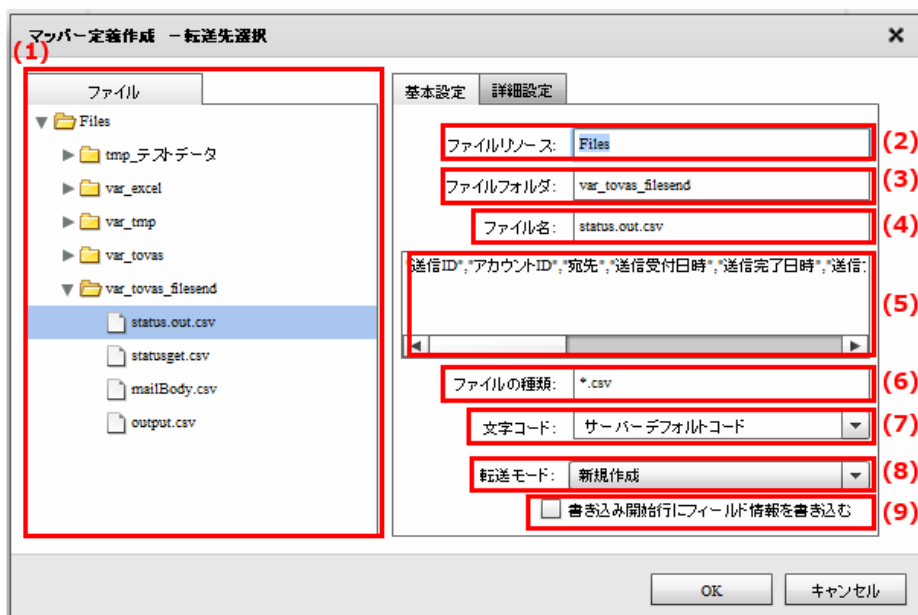 マッパー定義作成 －転送先選択
(1)
ファイル
Files
tmp_テストデータ
var_excel
var_tmp
var_tovas
var_tovas_filesend
status.out.csv
statusget.csv
mailBody.csv
output.csv
基本設定 詳細設定
ファイルリソース: Files (2)
ファイルフォルダ: var_tovas_filesend (3)
ファイル名: status.out.csv (4)
"送信ID","アカウントID","宛先","送信受付日時","送信完了日時","送信 (5)
ファイルの種類: *.csv (6)
文字コード: サーバーデフォルトコード (7)
転送モード: 新規作成 (8)
書き込み開始行にフィールド情報を書き込む (9)
OK キャンセル